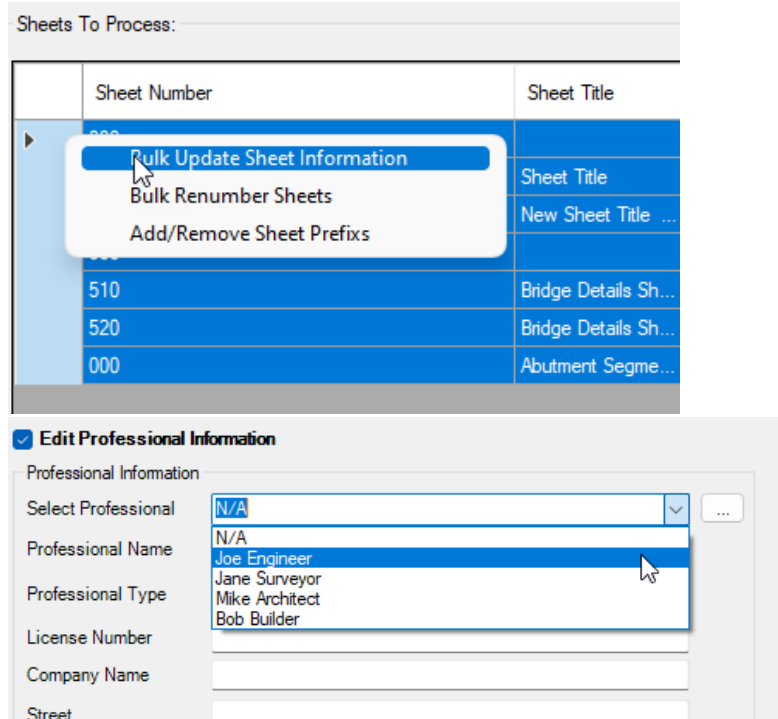 Sheets To Process:
Sheet Number Sheet Title
Bulk Update Sheet Information
Sheet Title
Bulk Renumber Sheets
New Sheet Title ...
Add/Remove Sheet Prefixs
510 Bridge Details Sh...
520 Bridge Details Sh...
000 Abutment Segme...
Edit Professional Information
Professional Information
Select Professional N/A ...
N/A
Professional Name
Joe Engineer
Jane Surveyor
Professional Type
Mike Architect
Bob Builder
License Number
Company Name
Street